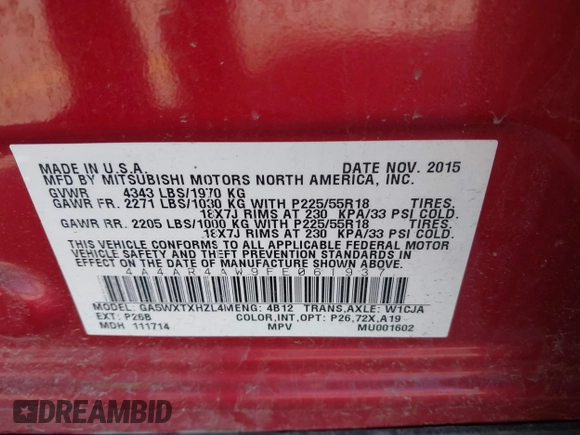 MADE IN U.S.A. DATE NOV. 2015
MFD BY MITSUBISHI MOTORS NORTH AMERICA, INC.
GVWR 4343 LBS/1970 KG
GAWR FR. 2271 LBS/1030 KG WITH P225/55R18 TIRES.
18X7J RIMS AT 230 KPA/33 PSI COLD.
GAWR RR. 2205 LBS/1000 KG WITH P225/55R18 TIRES.
18X7J RIMS AT 230 KPA/33 PSI COLD.
THIS VEHICLE CONFORMS TO ALL APPLICABLE FEDERAL MOTOR
VEHICLE SAFETY AND THEFT PREVENTION STANDARDS IN
EFFECT ON THE DATE OF MANUFACTURE SHOWN ABOVE.
4A4AR4AW9FE061937
MODEL: GA5WXTXHZL4M ENG: 4B12 TRANS,AXLE: W1CJA
EXT: P26B COLOR,INT,OPT: P26,72X,A19
MDH 111714 MPV MU001602
DREAMBID